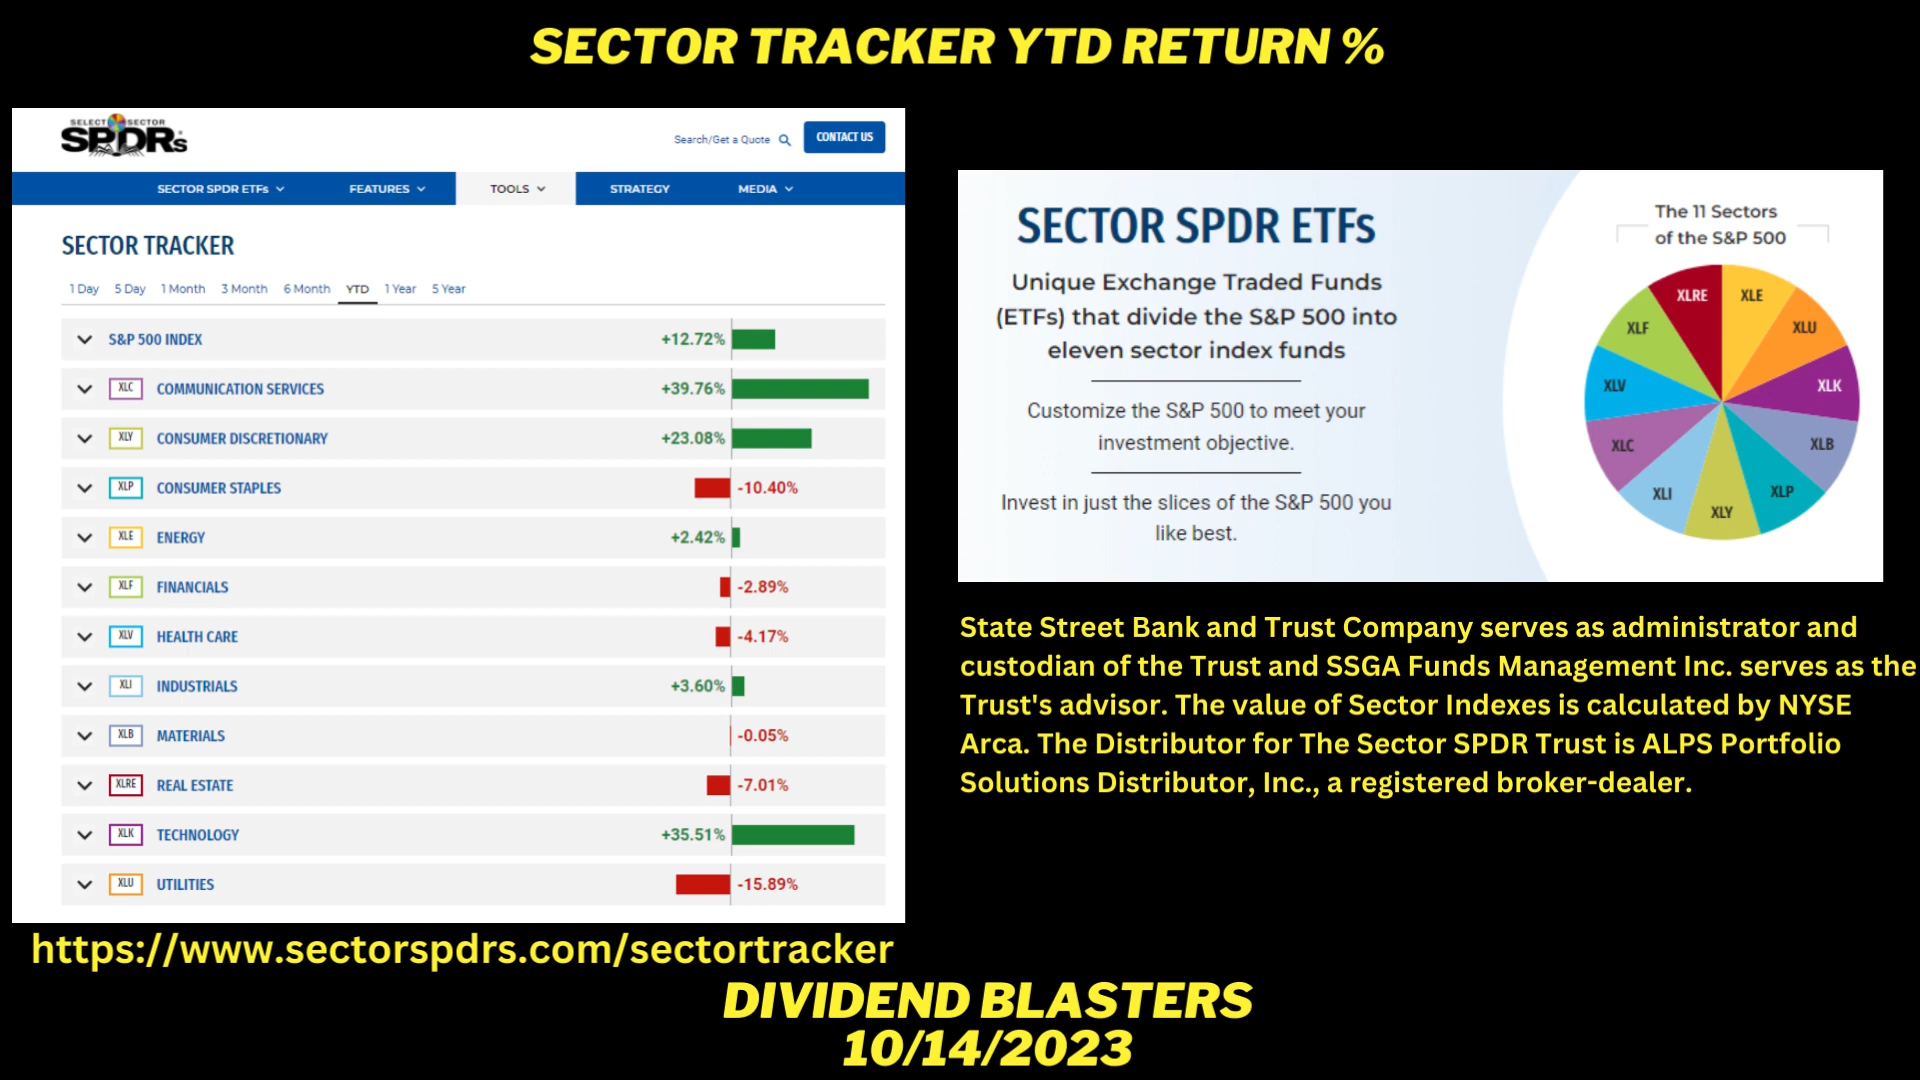 SECTOR TRACKER YTD RETURN %
SELECT SECTOR
SPDRs
Search/Get a Quote
CONTACT US
SECTOR SPDR ETFs
FEATURES
TOOLS
STRATEGY
MEDIA
SECTOR TRACKER
1 Day 5 Day 1 Month 3 Month 6 Month YTD 1 Year 5 Year
S&P 500 INDEX +12.72%
XLC COMMUNICATION SERVICES +39.76%
XLY CONSUMER DISCRETIONARY +23.08%
XLP CONSUMER STAPLES -10.40%
XLE ENERGY +2.42%
XLF FINANCIALS -2.89%
XLV HEALTH CARE -4.17%
XLI INDUSTRIALS +3.60%
XLB MATERIALS -0.05%
XLRE REAL ESTATE -7.01%
XLK TECHNOLOGY +35.51%
XLU UTILITIES -15.89%
https://www.sectorspdrs.com/sectortracker
SECTOR SPDR ETFs
Unique Exchange Traded Funds
(ETFs) that divide the S&P 500 into
eleven sector index funds
Customize the S&P 500 to meet your
investment objective.
Invest in just the slices of the S&P 500 you
like best.
The 11 Sectors
of the S&P 500
XLE
XLU
XLK
XLB
XLP
XLY
XLI
XLC
XLV
XLF
XLRE
State Street Bank and Trust Company serves as administrator and
custodian of the Trust and SSGA Funds Management Inc. serves as the
Trust's advisor. The value of Sector Indexes is calculated by NYSE
Arca. The Distributor for The Sector SPDR Trust is ALPS Portfolio
Solutions Distributor, Inc., a registered broker-dealer.
DIVIDEND BLASTERS
10/14/2023